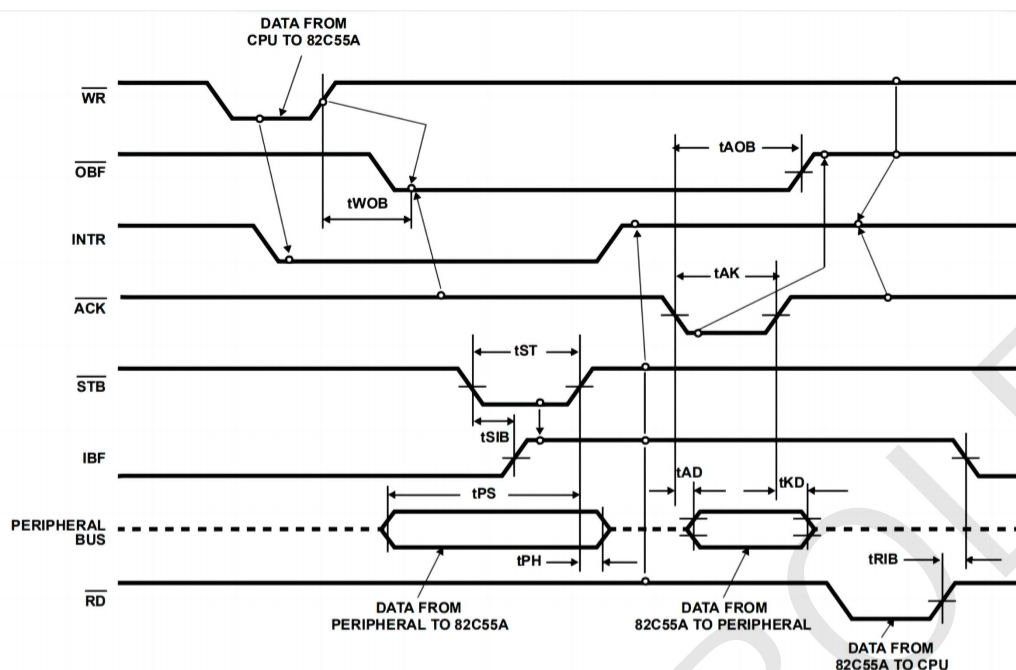 DATA FROM
CPU TO 82C55A
WR
OBF
tAOB
tWOB
INTR
tAK
ACK
tST
STB
tSIB
IBF
tAD
tKD
tPS
PERIPHERAL
BUS
tPH
tRIB
RD
DATA FROM
PERIPHERAL TO 82C55A
DATA FROM
82C55A TO PERIPHERAL
DATA FROM
82C55A TO CPU